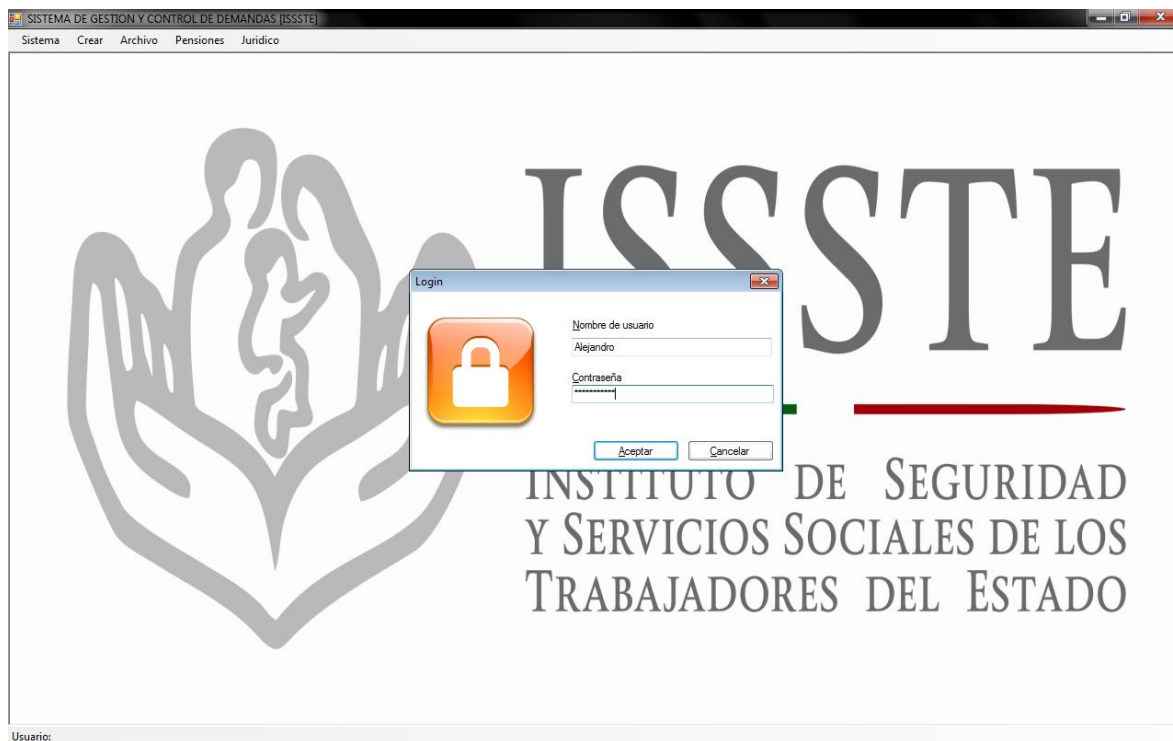 SISTEMA DE GESTION Y CONTROL DE DEMANDAS [ISSSTE]
Sistema Crear Archivo Pensiones Juridico
ISSSTE
Login
Nombre de usuario
Alejandro
Contraseña
***********
Aceptar Cancelar
INSTITUTO DE SEGURIDAD
Y SERVICIOS SOCIALES DE LOS
TRABAJADORES DEL ESTADO
Usuario: